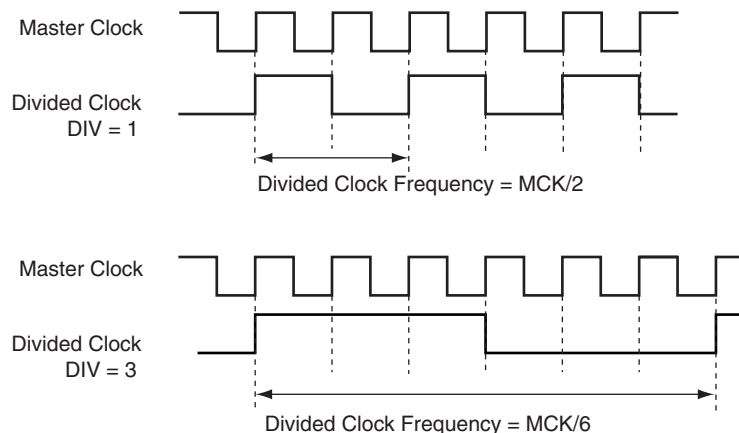 Master Clock
Divided Clock
DIV = 1
Divided Clock Frequency = MCK/2
Master Clock
Divided Clock
DIV = 3
Divided Clock Frequency = MCK/6